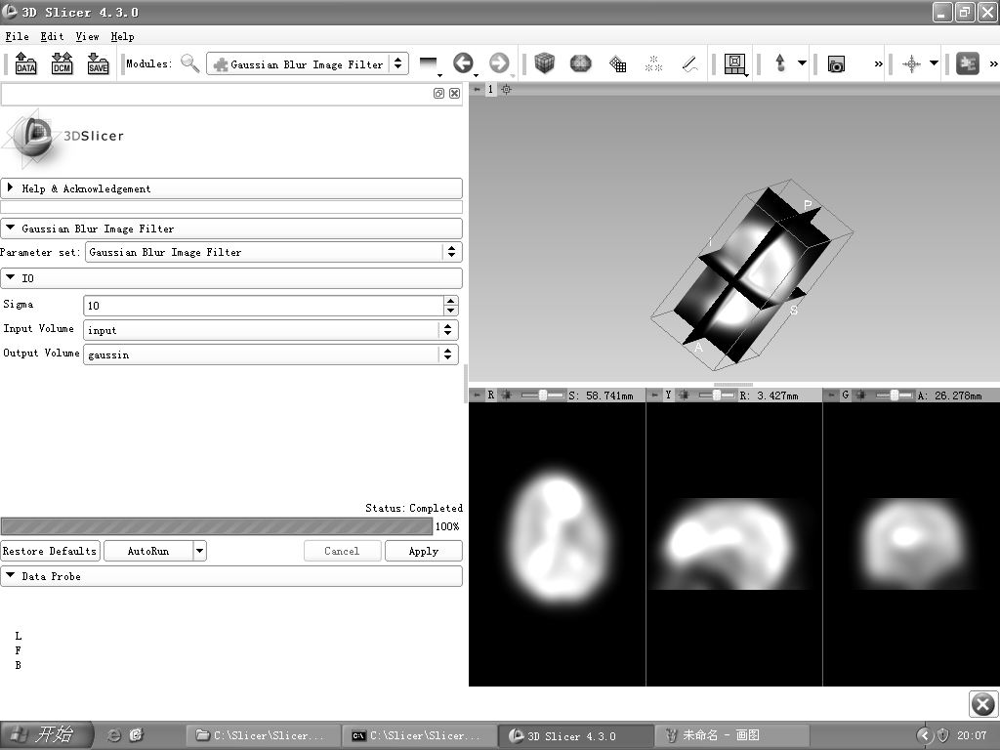 3D Slicer 4.3.0
File Edit View Help
DATA DCM SAVE Modules: Gaussian Blur Image Filter »  »
1
3DSlicer
Help & Acknowledgement
Gaussian Blur Image Filter
Parameter set: Gaussian Blur Image Filter
IO
Sigma 10
Input Volume input
Output Volume gaussin
P
S
A
R S: 58.741mm Y R: 3.427mm G A: 26.278mm
Status: Completed
100%
Restore Defaults AutoRun Cancel Apply
Data Probe
L
F
B
开始 C:\Slicer\Slicer... C:\Slicer\Slicer... 3D Slicer 4.3.0 未命名 - 画图 20:07